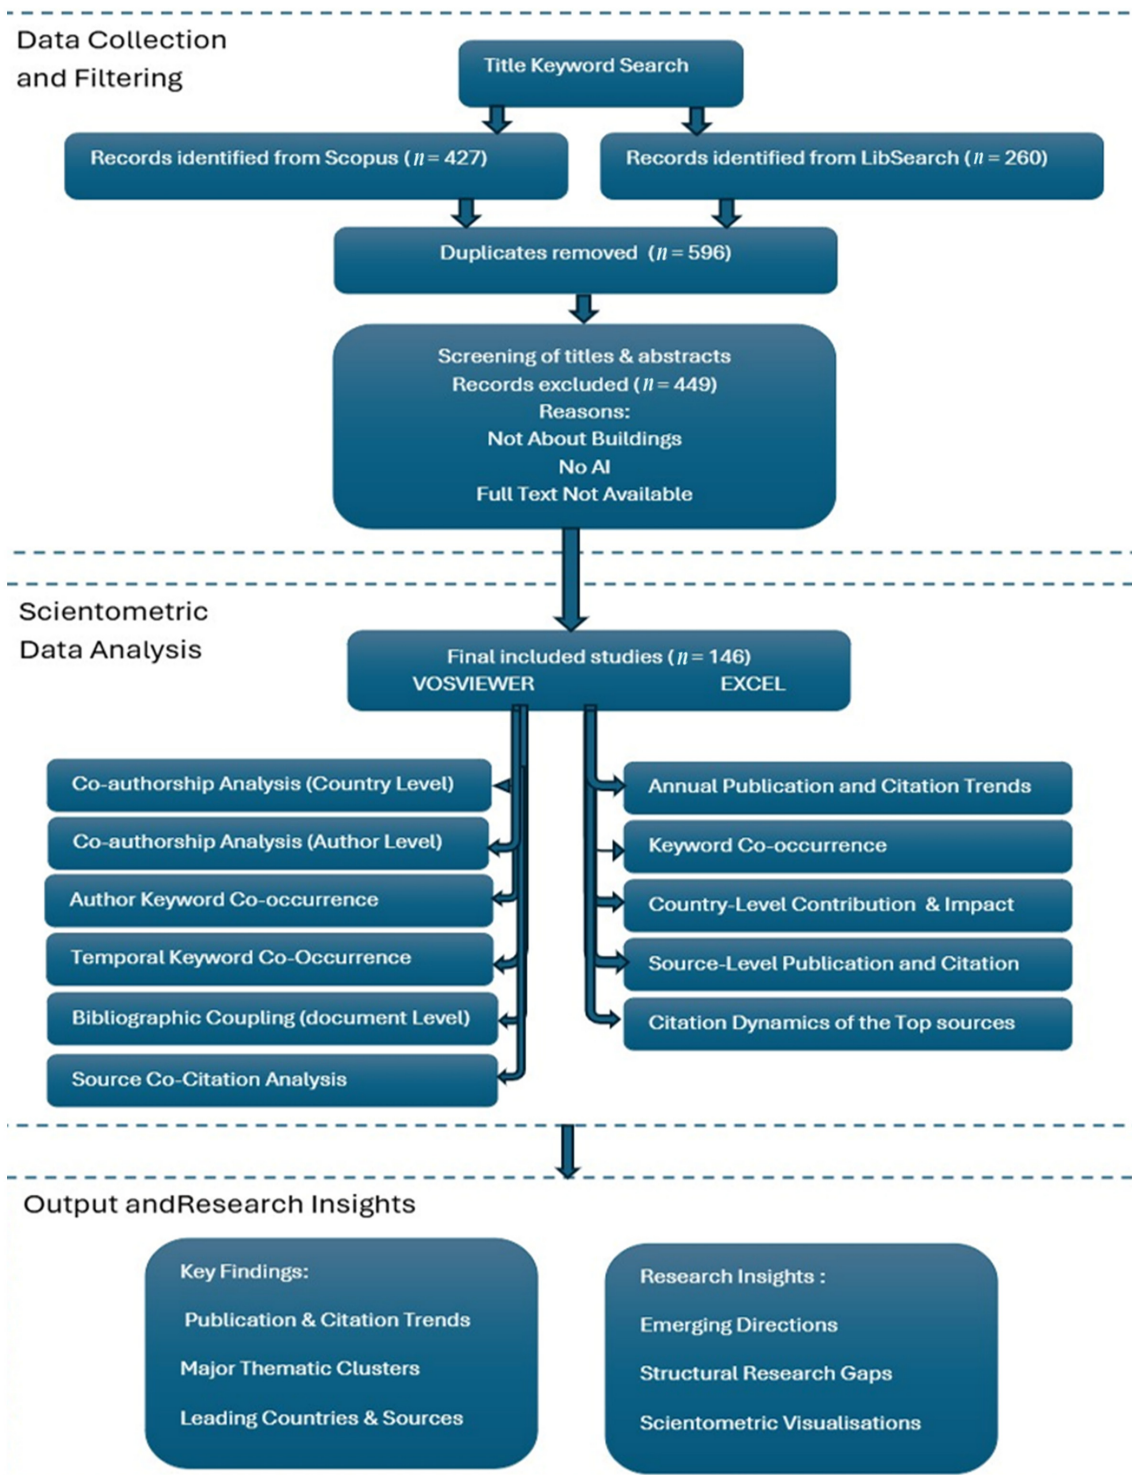 Data Collection
and Filtering
Title Keyword Search
Records identified from Scopus (n = 427)
Records identified from LibSearch (n = 260)
Duplicates removed (n = 596)
Screening of titles & abstracts
Records excluded (n = 449)
Reasons:
Not About Buildings
No AI
Full Text Not Available
Scientometric
Data Analysis
Final included studies (n = 146)
VOSVIEWER EXCEL
Co-authorship Analysis (Country Level)
Co-authorship Analysis (Author Level)
Author Keyword Co-occurrence
Temporal Keyword Co-Occurrence
Bibliographic Coupling (document Level)
Source Co-Citation Analysis
Annual Publication and Citation Trends
Keyword Co-occurrence
Country-Level Contribution & Impact
Source-Level Publication and Citation
Citation Dynamics of the Top sources
Output andResearch Insights
Key Findings:
Publication & Citation Trends
Major Thematic Clusters
Leading Countries & Sources
Research Insights :
Emerging Directions
Structural Research Gaps
Scientometric Visualisations